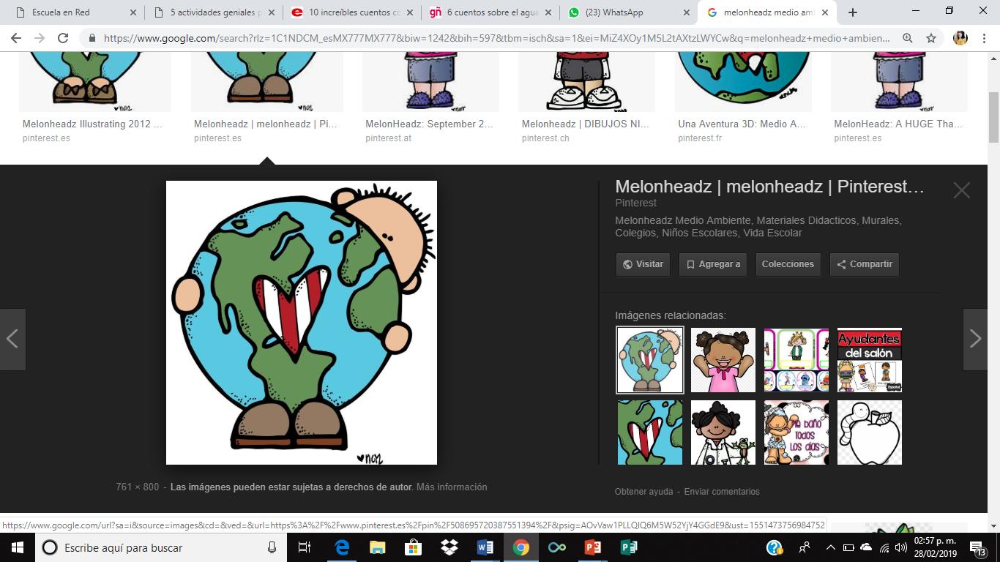 Escuela en Red
5 actividades geniales p
10 increíbles cuentos co
6 cuentos sobre el agua
(23) WhatsApp
melonheadz medio am
https://www.google.com/search?rlz=1C1NDCM_esMX777MX777&biw=1242&bih=597&tbm=isch&sa=1&ei=MiZ4XOy1M5L2tAXtzLWYCw&q=melonheadz+medio+ambien...
Melonheadz Illustrating 2012 ...
pinterest.es
Melonheadz | melonheadz | Pi...
pinterest.es
MelonHeadz: September 2...
pinterest.at
Melonheadz | DIBUJOS NI...
pinterest.ch
Una Aventura 3D: Medio A...
pinterest.fr
MelonHeadz: A HUGE Tha...
pinterest.es
Melonheadz | melonheadz | Pinterest…
Pinterest
Melonheadz Medio Ambiente, Materiales Didacticos, Murales,
Colegios, Niños Escolares, Vida Escolar
Visitar
Agregar a
Colecciones
Compartir
Imágenes relacionadas:
Ayudantes
del salón
Español
Me baño
Todos
Los días
761 × 800 - Las imágenes pueden estar sujetas a derechos de autor. Más información
Obtener ayuda - Enviar comentarios
https://www.google.com/url?sa=i&source=images&cd=&ved=&url=https%3A%2F%2Fwww.pinterest.es%2Fpin%2F508695720387551394%2F&psig=AOvVaw1PLLQIQ6M5W52YjY4GGdE9&ust=1551473756984752
Escribe aquí para buscar
02:57 p. m.
28/02/2019
13